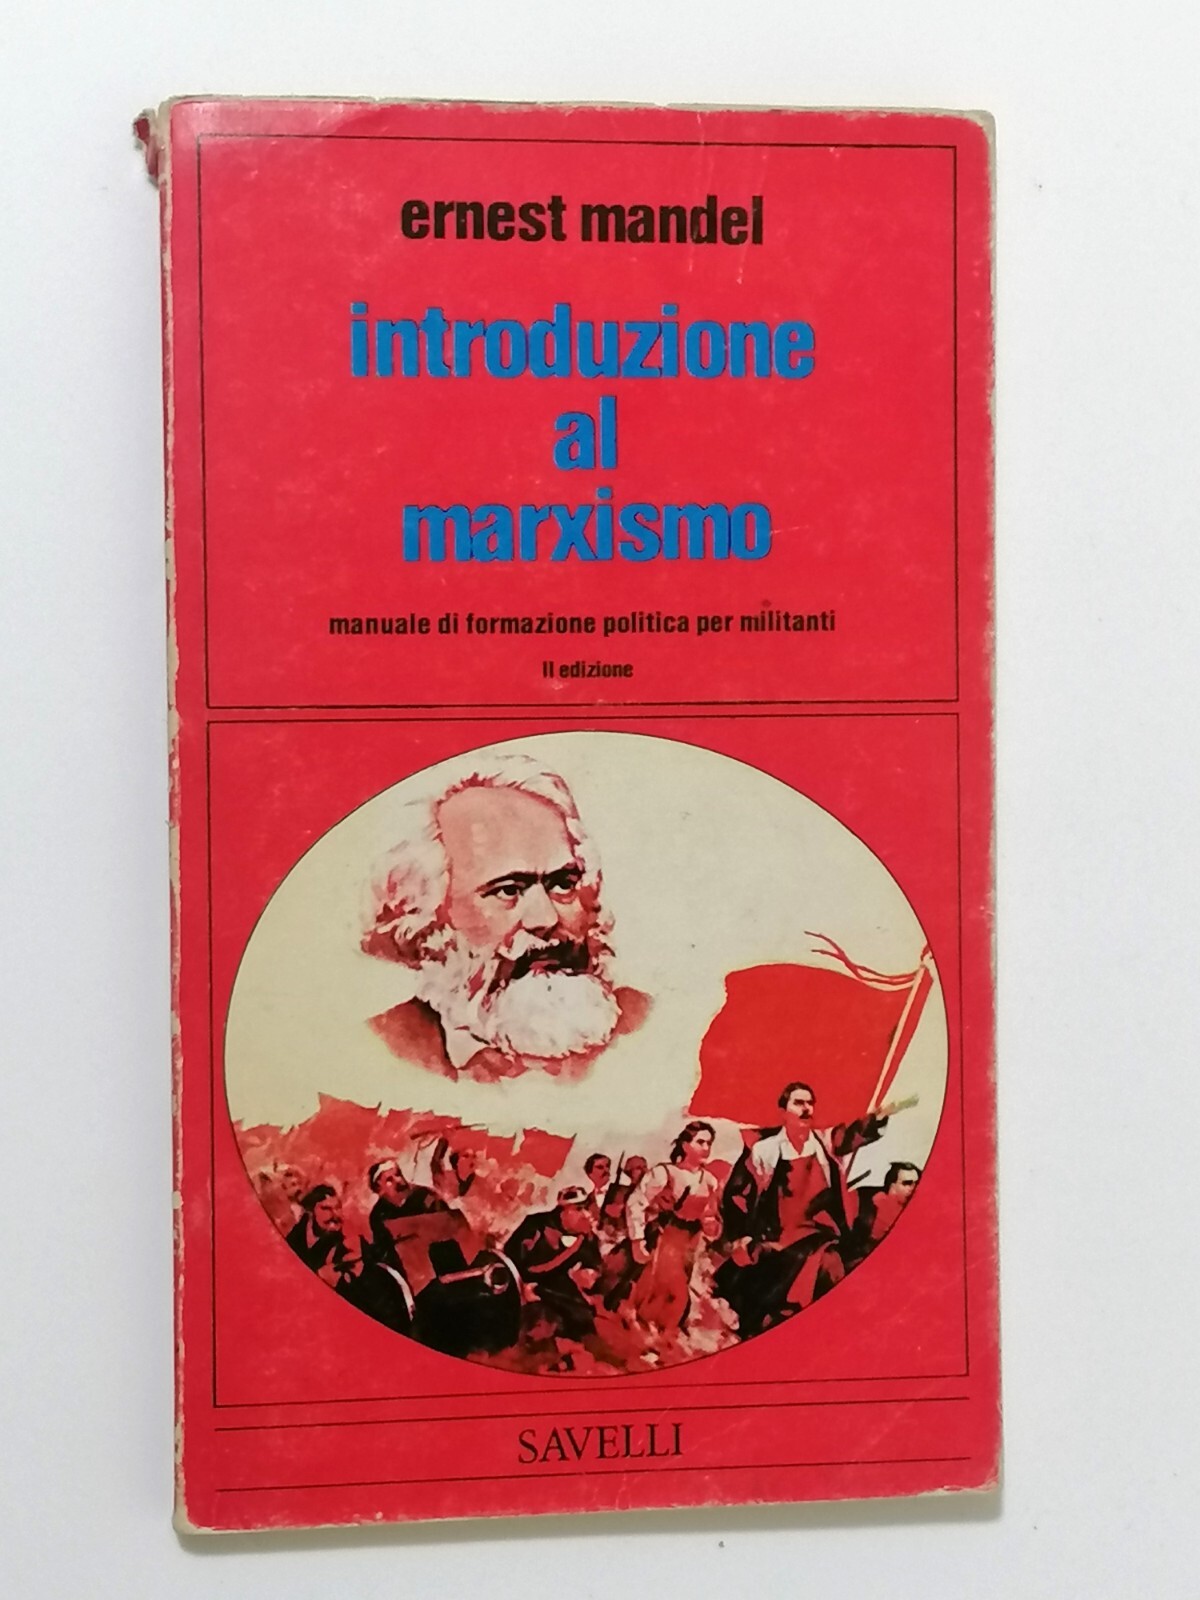 ernest mandel
introduzione
al
marxismo
manuale di formazione politica per militanti
II edizione
SAVELLI